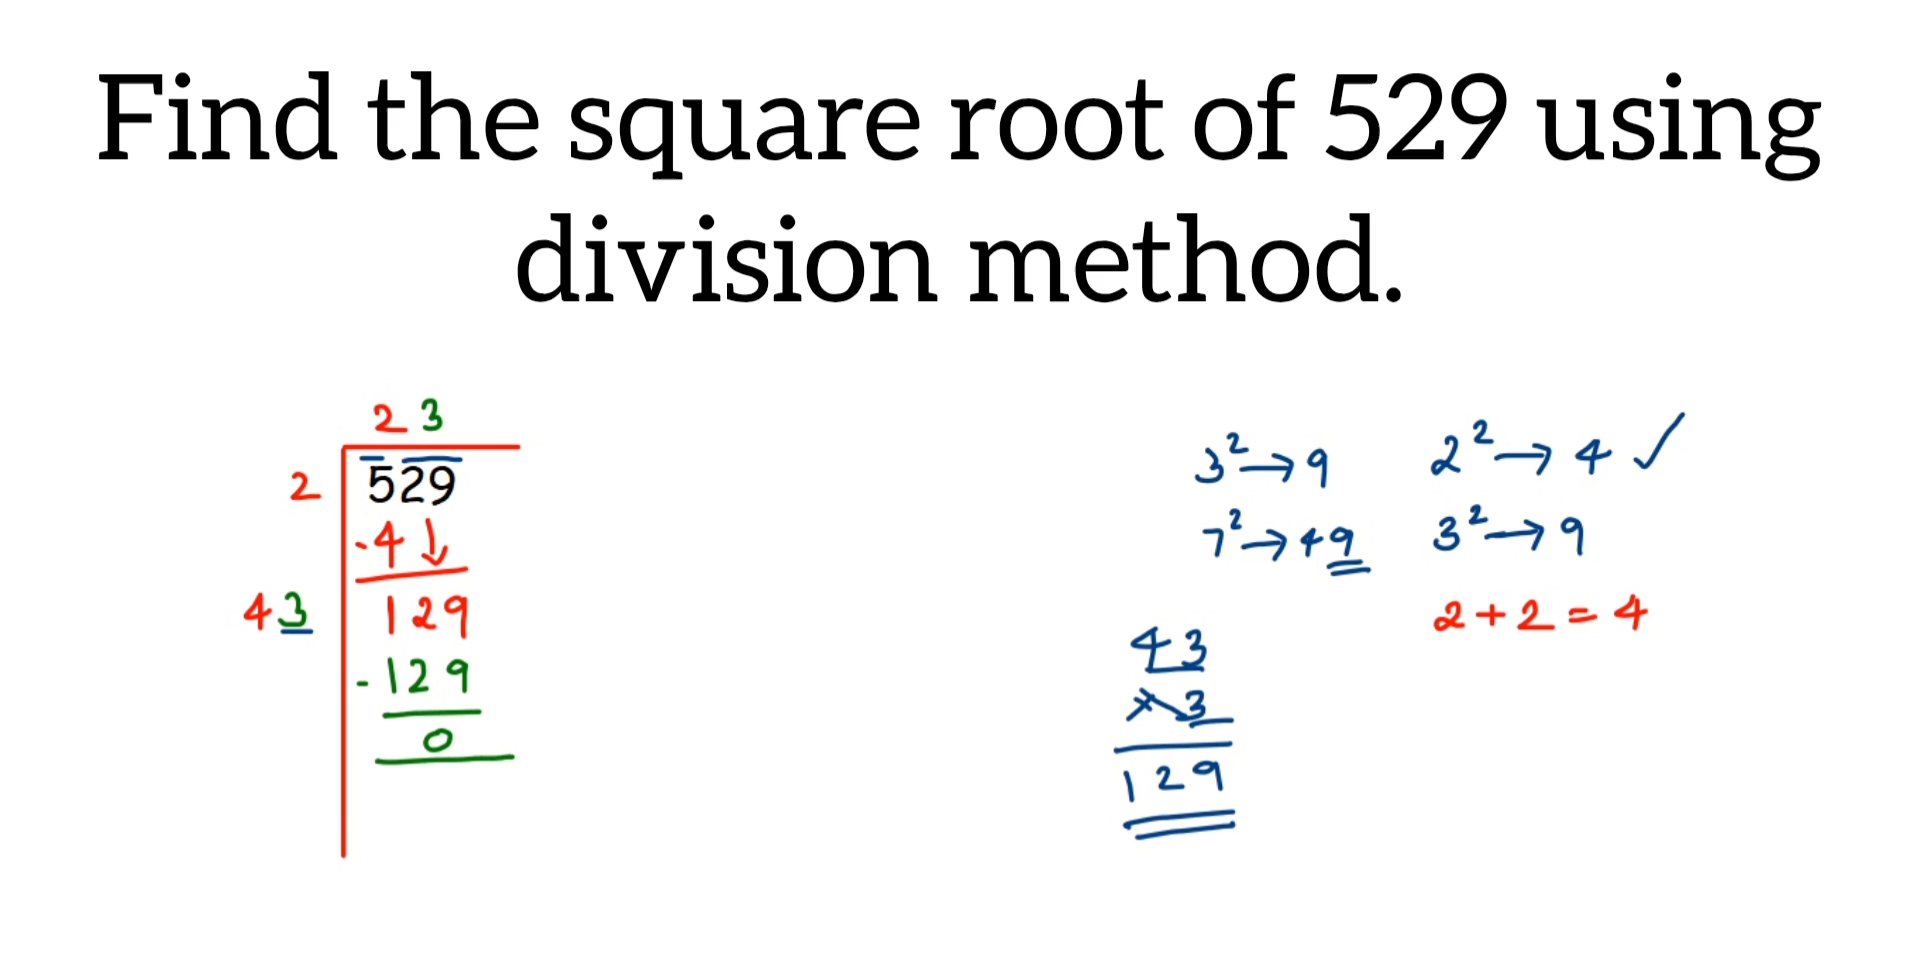 Find the square root of 529 using
division method.
2 3
2 529
-4 ↓
43 129
-129
0
3² → 9
7² → 49
43
× 3
129
2² → 4 ✓
3² → 9
2 + 2 = 4